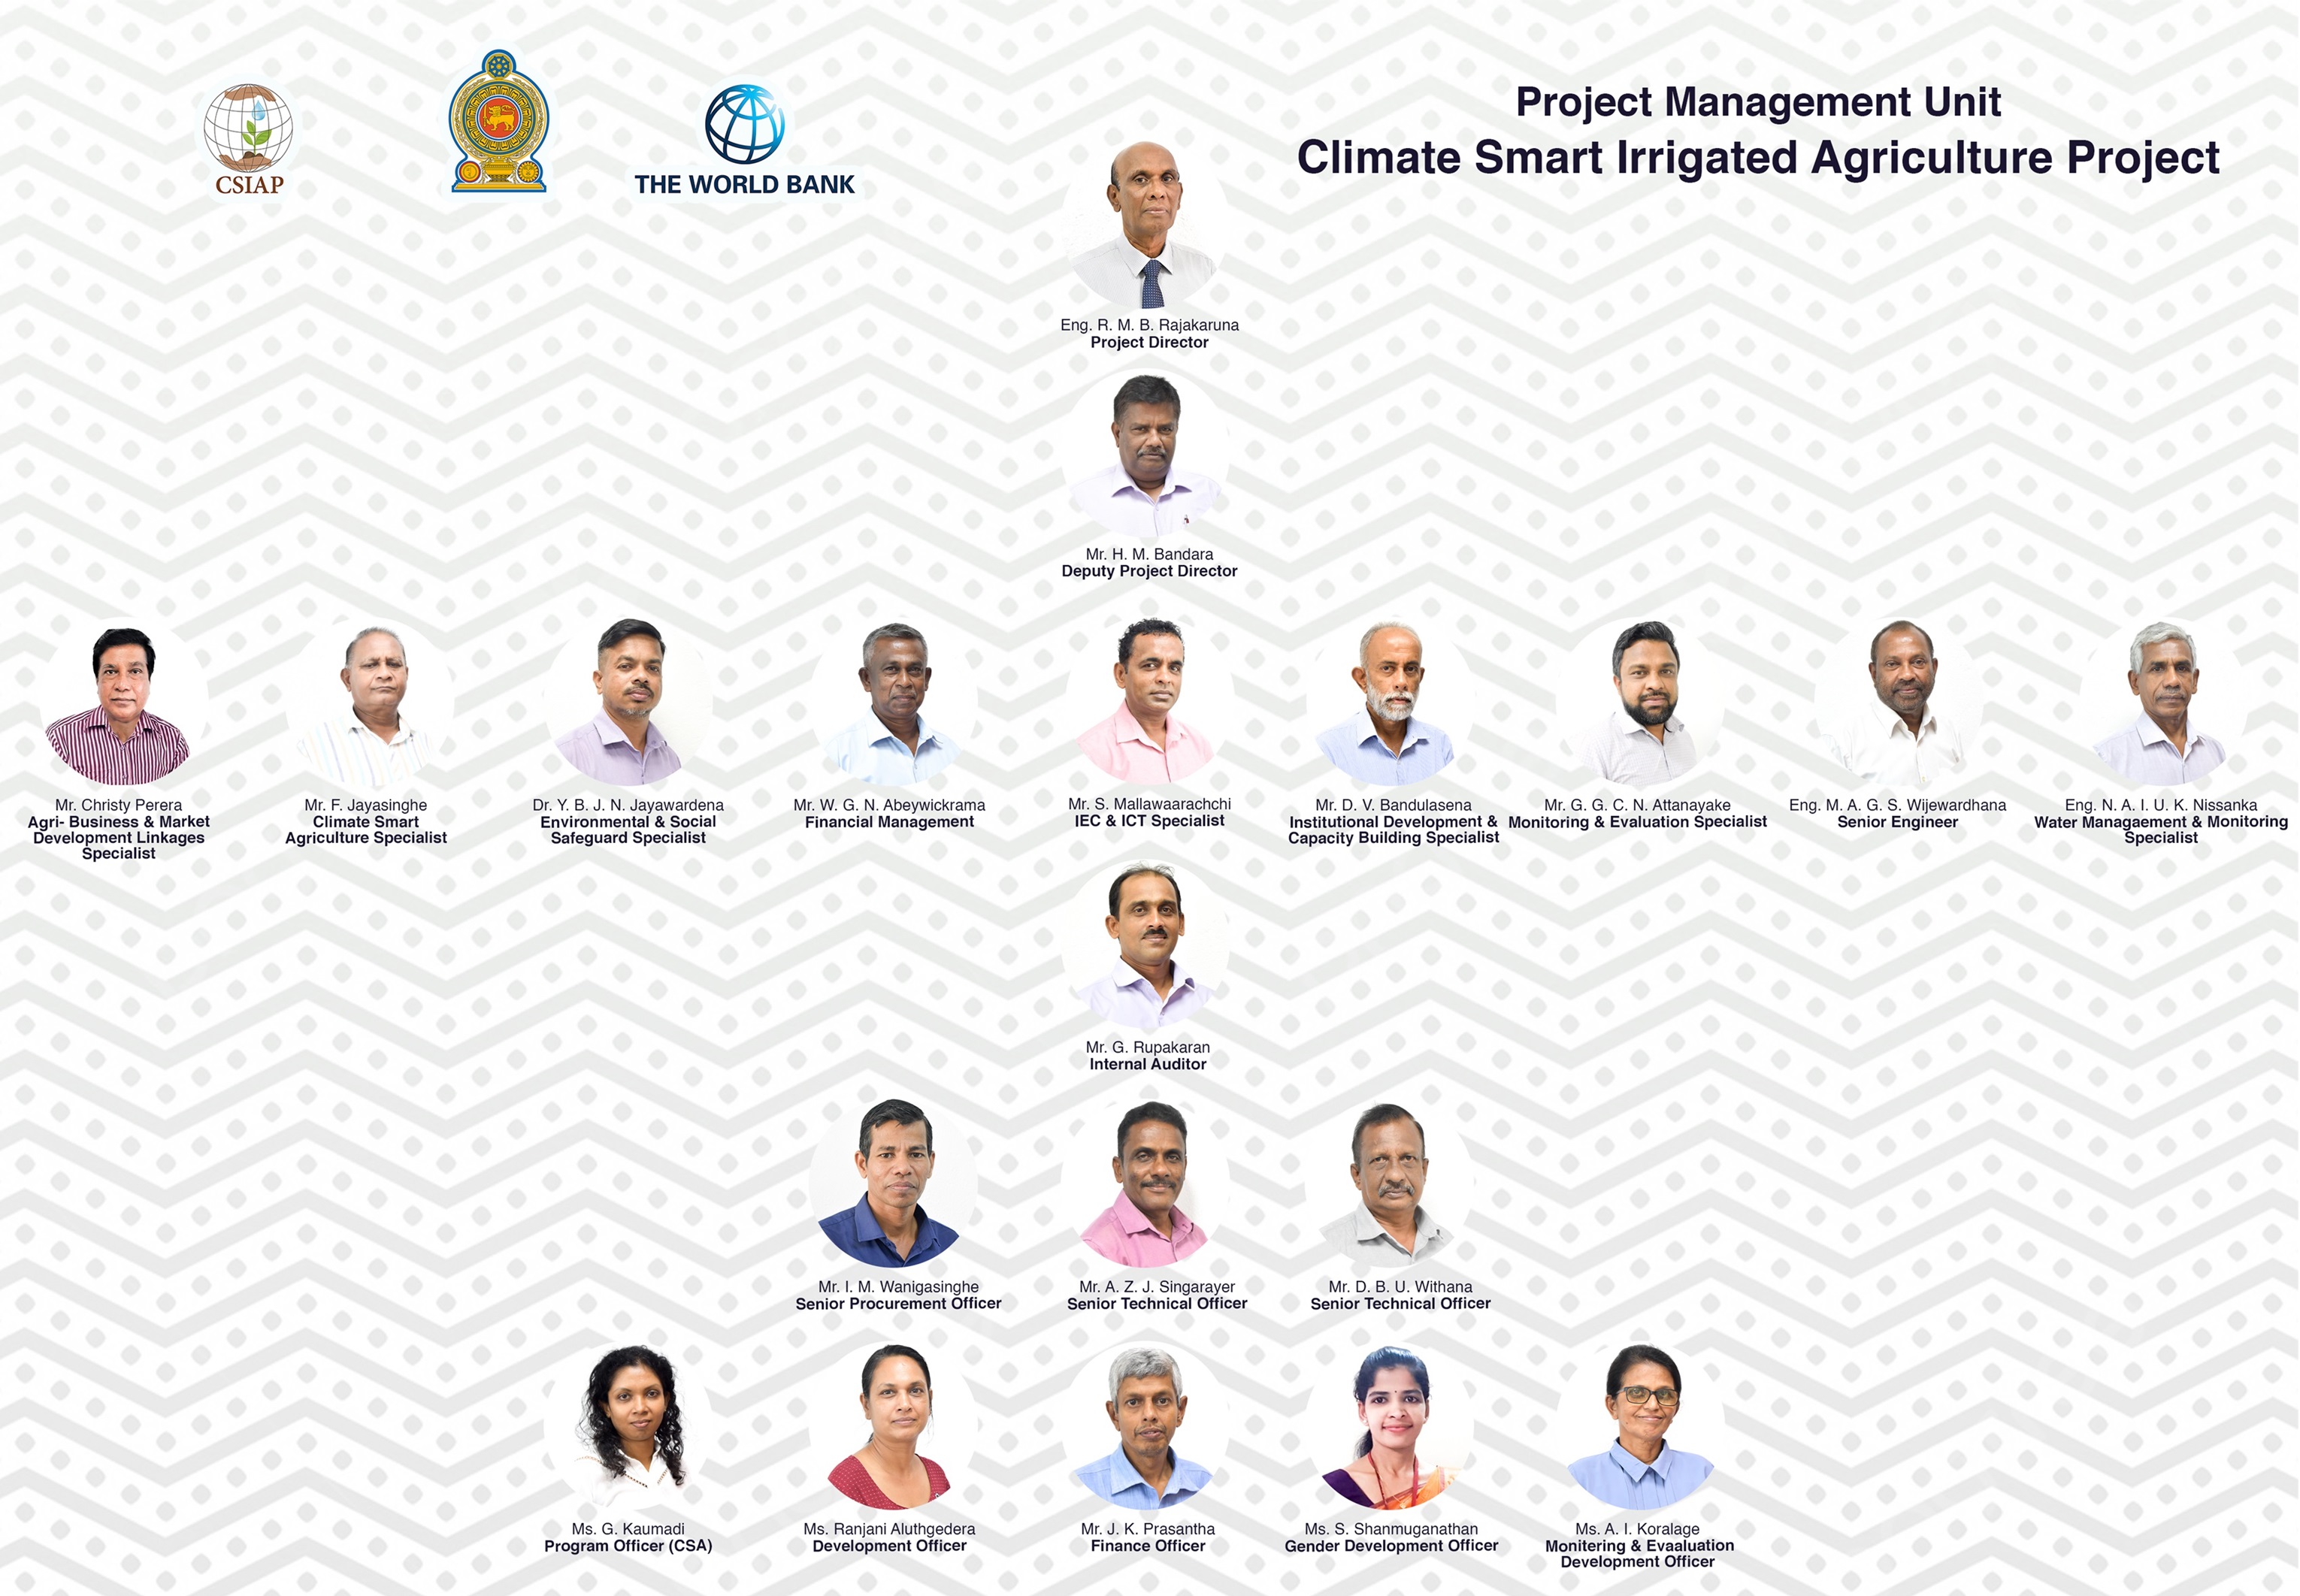 CSIAP
THE WORLD BANK
Project Management Unit
Climate Smart Irrigated Agriculture Project
Eng. R. M. B. Rajakaruna
Project Director
Mr. H. M. Bandara
Deputy Project Director
Mr. Christy Perera
Agri- Business & Market
Development Linkages
Specialist
Mr. F. Jayasinghe
Climate Smart
Agriculture Specialist
Dr. Y. B. J. N. Jayawardena
Environmental & Social
Safeguard Specialist
Mr. W. G. N. Abeywickrama
Financial Management
Mr. S. Mallawaarachchi
IEC & ICT Specialist
Mr. D. V. Bandulasena
Institutional Development &
Capacity Building Specialist
Mr. G. G. C. N. Attanayake
Monitoring & Evaluation Specialist
Eng. M. A. G. S. Wijewardhana
Senior Engineer
Eng. N. A. I. U. K. Nissanka
Water Managaement & Monitoring
Specialist
Mr. G. Rupakaran
Internal Auditor
Mr. I. M. Wanigasinghe
Senior Procurement Officer
Mr. A. Z. J. Singarayer
Senior Technical Officer
Mr. D. B. U. Withana
Senior Technical Officer
Ms. G. Kaumadi
Program Officer (CSA)
Ms. Ranjani Aluthgedera
Development Officer
Mr. J. K. Prasantha
Finance Officer
Ms. S. Shanmuganathan
Gender Development Officer
Ms. A. I. Koralage
Monitering & Evaaluation
Development Officer